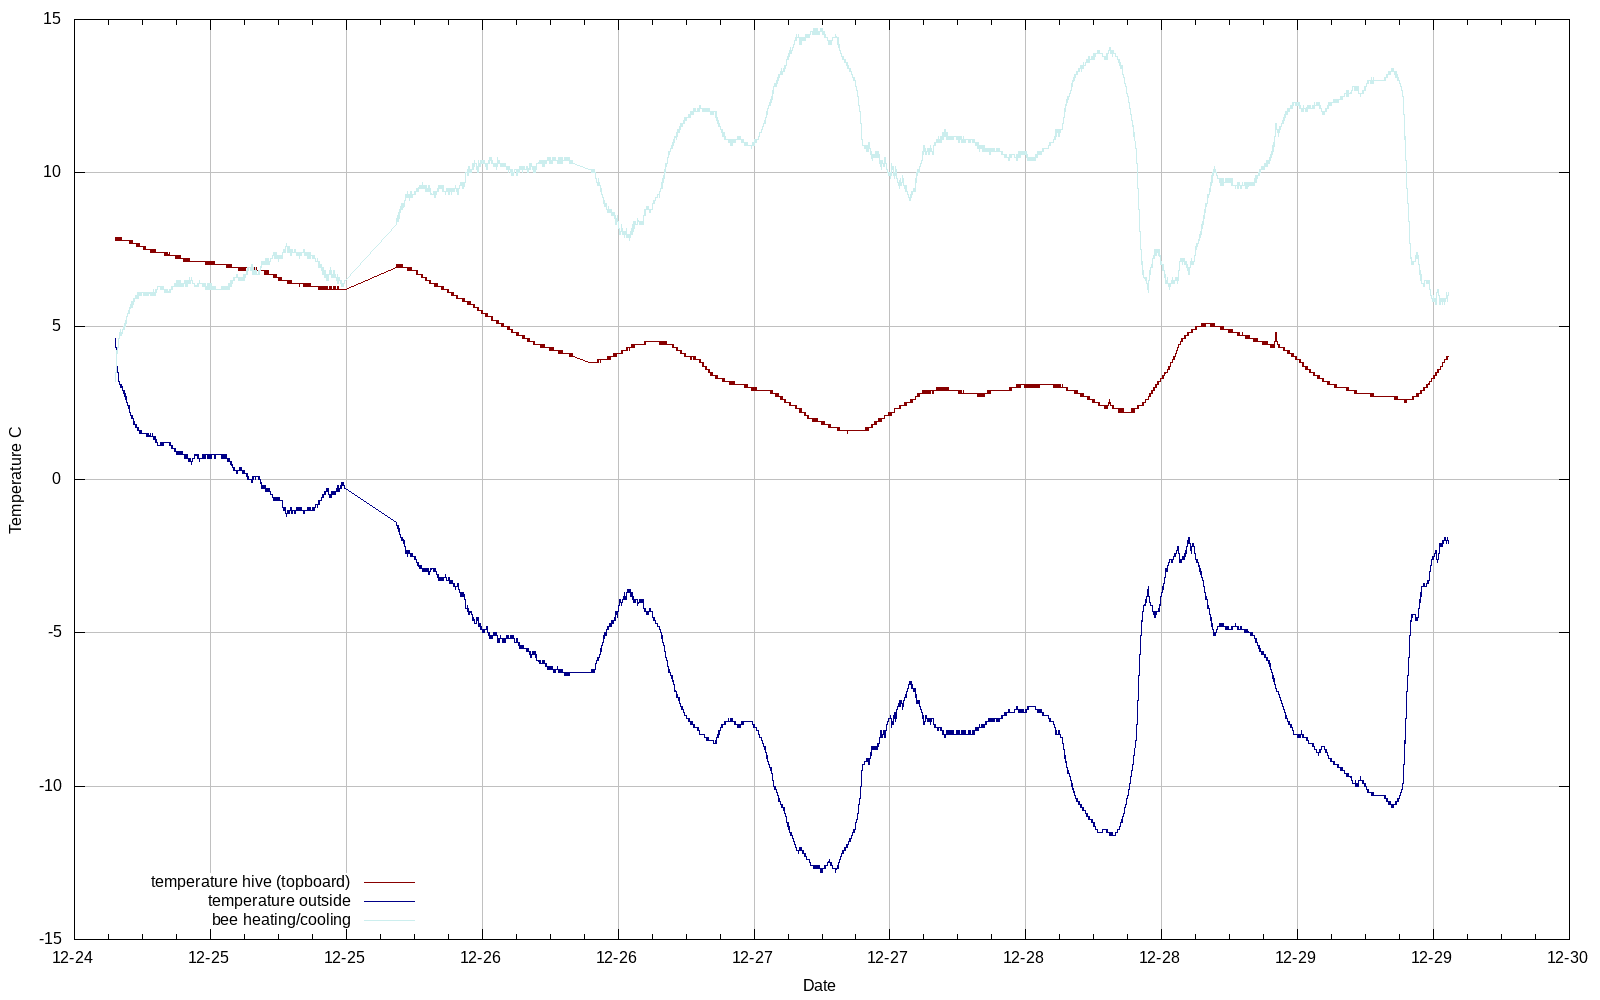 15
10
5
0
-5
-10
-15
Temperature C
temperature hive (topboard)
temperature outside
bee heating/cooling
12-24 12-25 12-25 12-26 12-26 12-27 12-27 12-28 12-28 12-29 12-29 12-30
Date